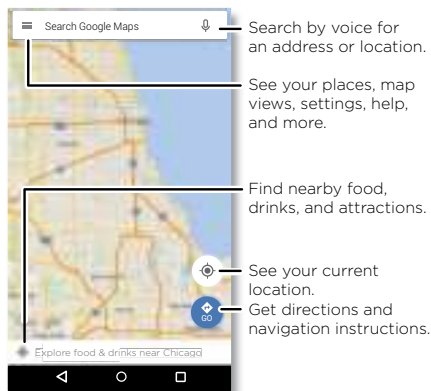 Search Google Maps
Search by voice for
an address or location.
See your places, map
views, settings, help,
and more.
Find nearby food,
drinks, and attractions.
See your current
location.
GO
Get directions and
navigation instructions.
Explore food & drinks near Chicago